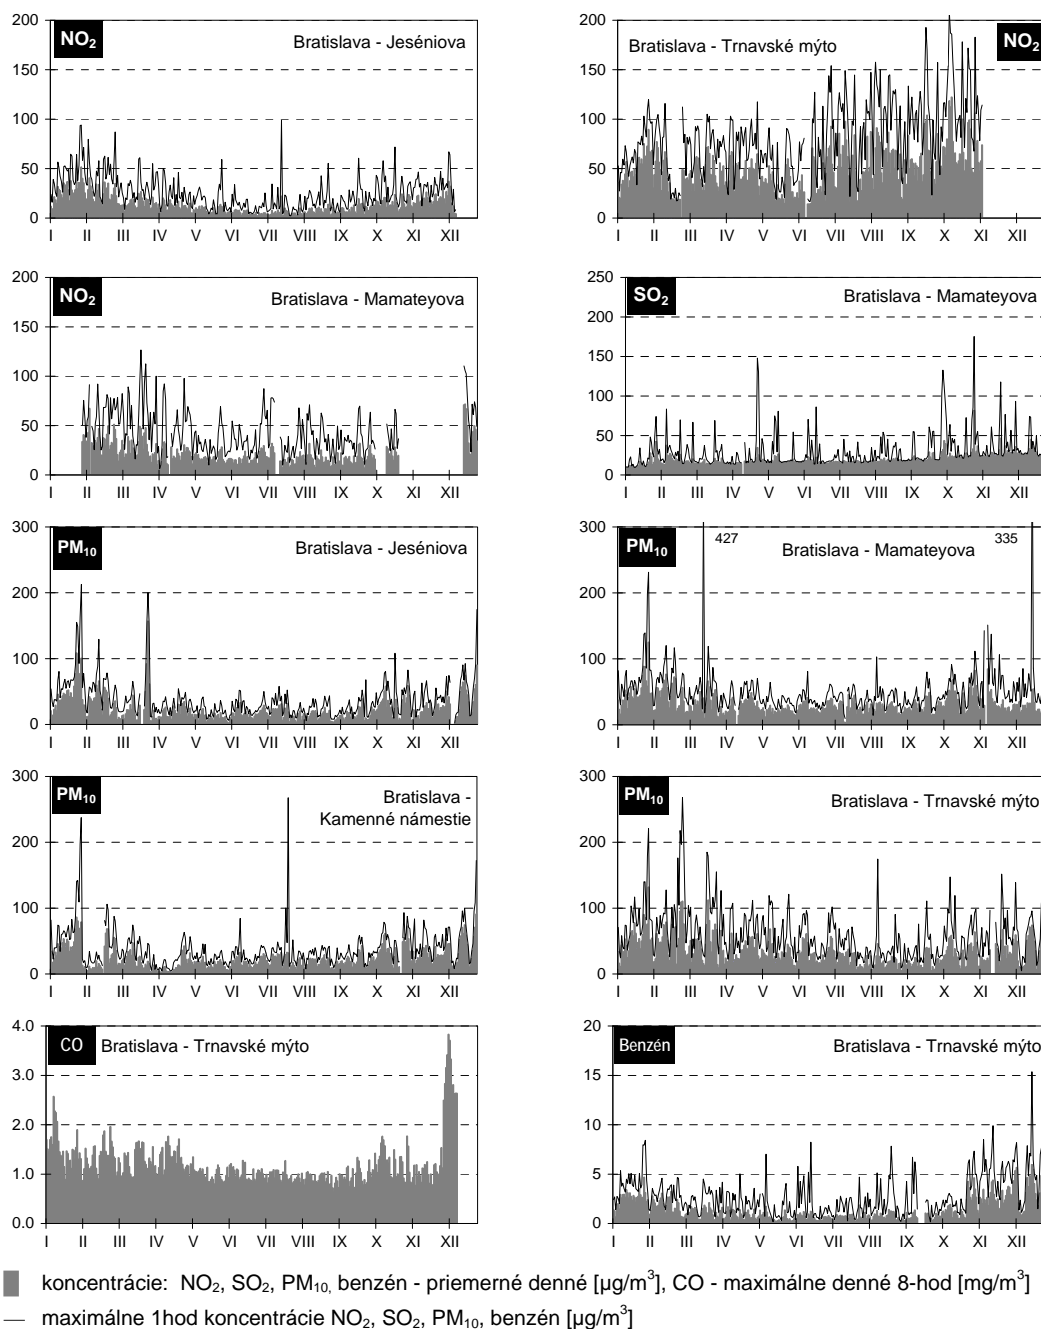 NO₂ Bratislava - Jeséniova
200
150
100
50
0
I II III IV V VI VII VIII IX X XI XII
Bratislava - Trnavské mýto NO₂
200
150
100
50
0
I II III IV V VI VII VIII IX X XI XII
NO₂ Bratislava - Mamateyova
200
150
100
50
0
I II III IV V VI VII VIII IX X XI XII
SO₂ Bratislava - Mamateyova
250
200
150
100
50
0
I II III IV V VI VII VIII IX X XI XII
PM₁₀ Bratislava - Jeséniova
300
200
100
0
I II III IV V VI VII VIII IX X XI XII
PM₁₀ 427 Bratislava - Mamateyova 335
300
200
100
0
I II III IV V VI VII VIII IX X XI XII
PM₁₀ Bratislava -
Kamenné námestie
300
200
100
0
I II III IV V VI VII VIII IX X XI XII
PM₁₀ Bratislava - Trnavské mýto
300
200
100
0
I II III IV V VI VII VIII IX X XI XII
CO Bratislava - Trnavské mýto
4.0
3.0
2.0
1.0
0.0
I II III IV V VI VII VIII IX X XI XII
Benzén Bratislava - Trnavské mýto
20
15
10
5
0
I II III IV V VI VII VIII IX X XI XII
koncentrácie: NO₂, SO₂, PM₁₀, benzén - priemerné denné [µg/m³], CO - maximálne denné 8-hod [mg/m³]
— maximálne 1hod koncentrácie NO₂, SO₂, PM₁₀, benzén [µg/m³]